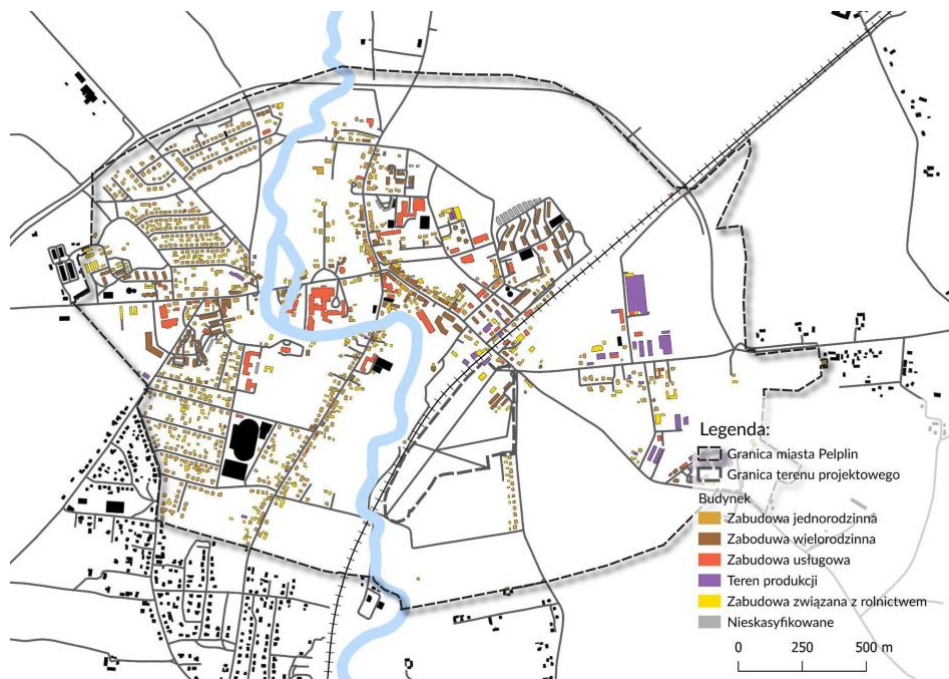 Legenda:
Granica miasta Pelplin
Granica terenu projektowego
Budynek
Zabudowa jednorodzinna
Zaboduwa wielorodzinna
Zabudowa usługowa
Teren produkcji
Zabudowa związana z rolnictwem
Nieskasyfikowane
0 250 500 m